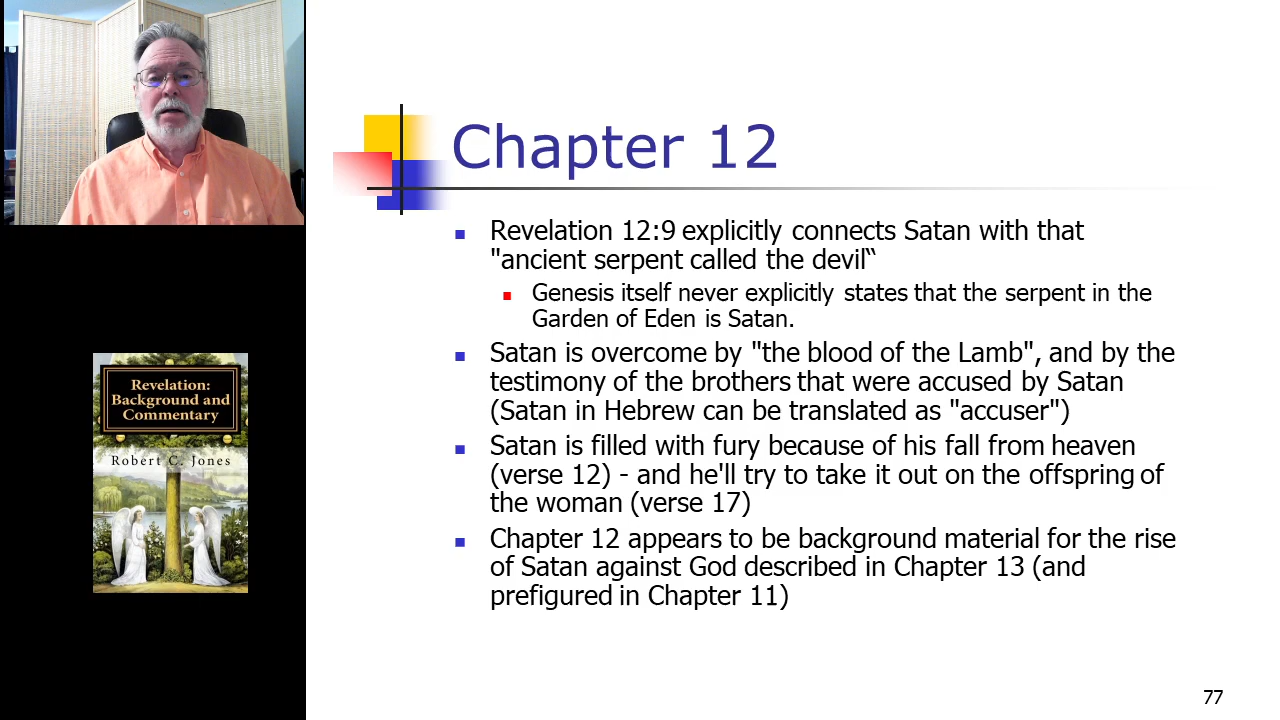 Chapter 12
Revelation 12:9 explicitly connects Satan with that
"ancient serpent called the devil“
Genesis itself never explicitly states that the serpent in the
Garden of Eden is Satan.
Satan is overcome by "the blood of the Lamb", and by the
testimony of the brothers that were accused by Satan
(Satan in Hebrew can be translated as "accuser")
Satan is filled with fury because of his fall from heaven
(verse 12) - and he'll try to take it out on the offspring of
the woman (verse 17)
Chapter 12 appears to be background material for the rise
of Satan against God described in Chapter 13 (and
prefigured in Chapter 11)
Revelation:
Background and
Commentary
Robert C. Jones
77